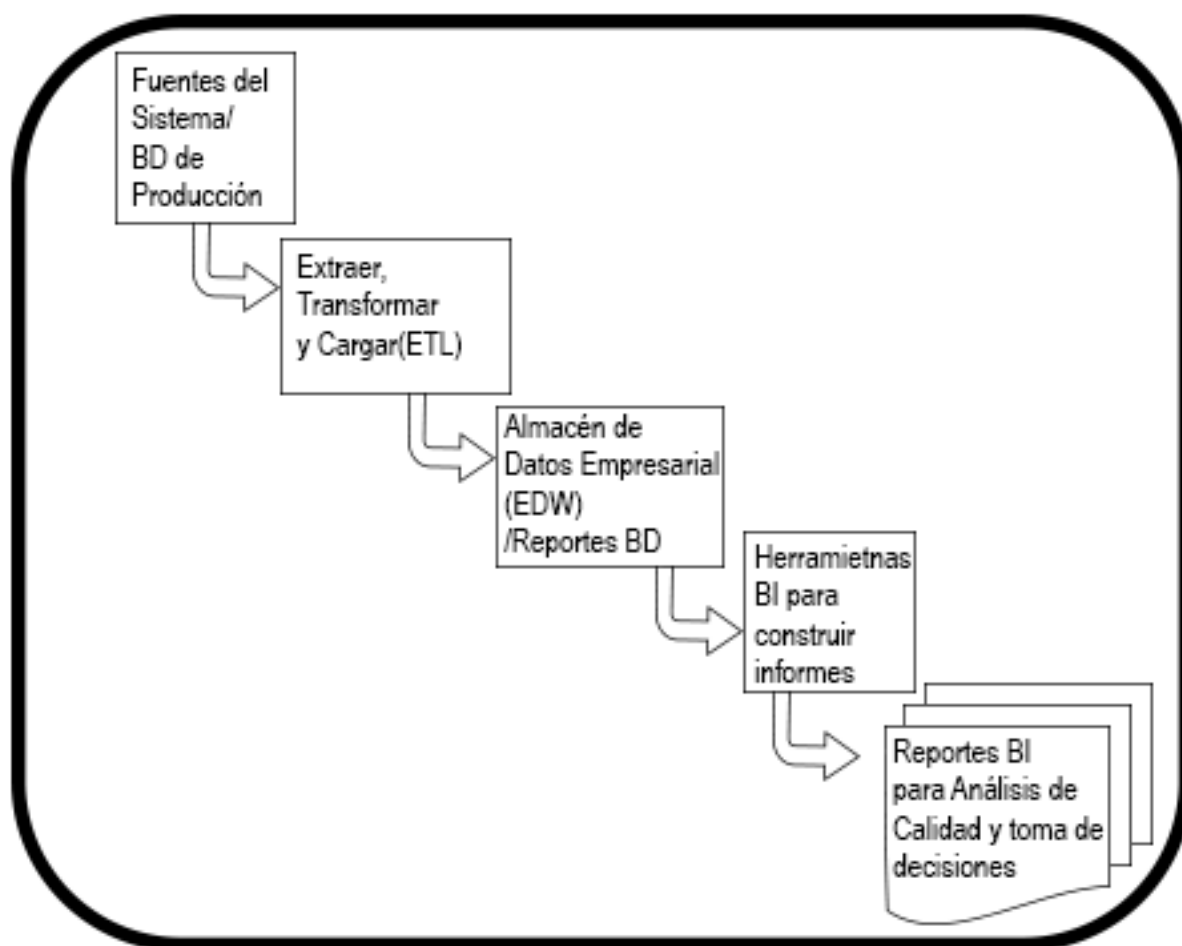 Fuentes del
Sistema/
BD de
Producción
Extraer,
Transformar
y Cargar(ETL)
Almacén de
Datos Empresarial
(EDW)
/Reportes BD
Herramietnas
BI para
construir
informes
Reportes BI
para Análisis de
Calidad y toma de
decisiones